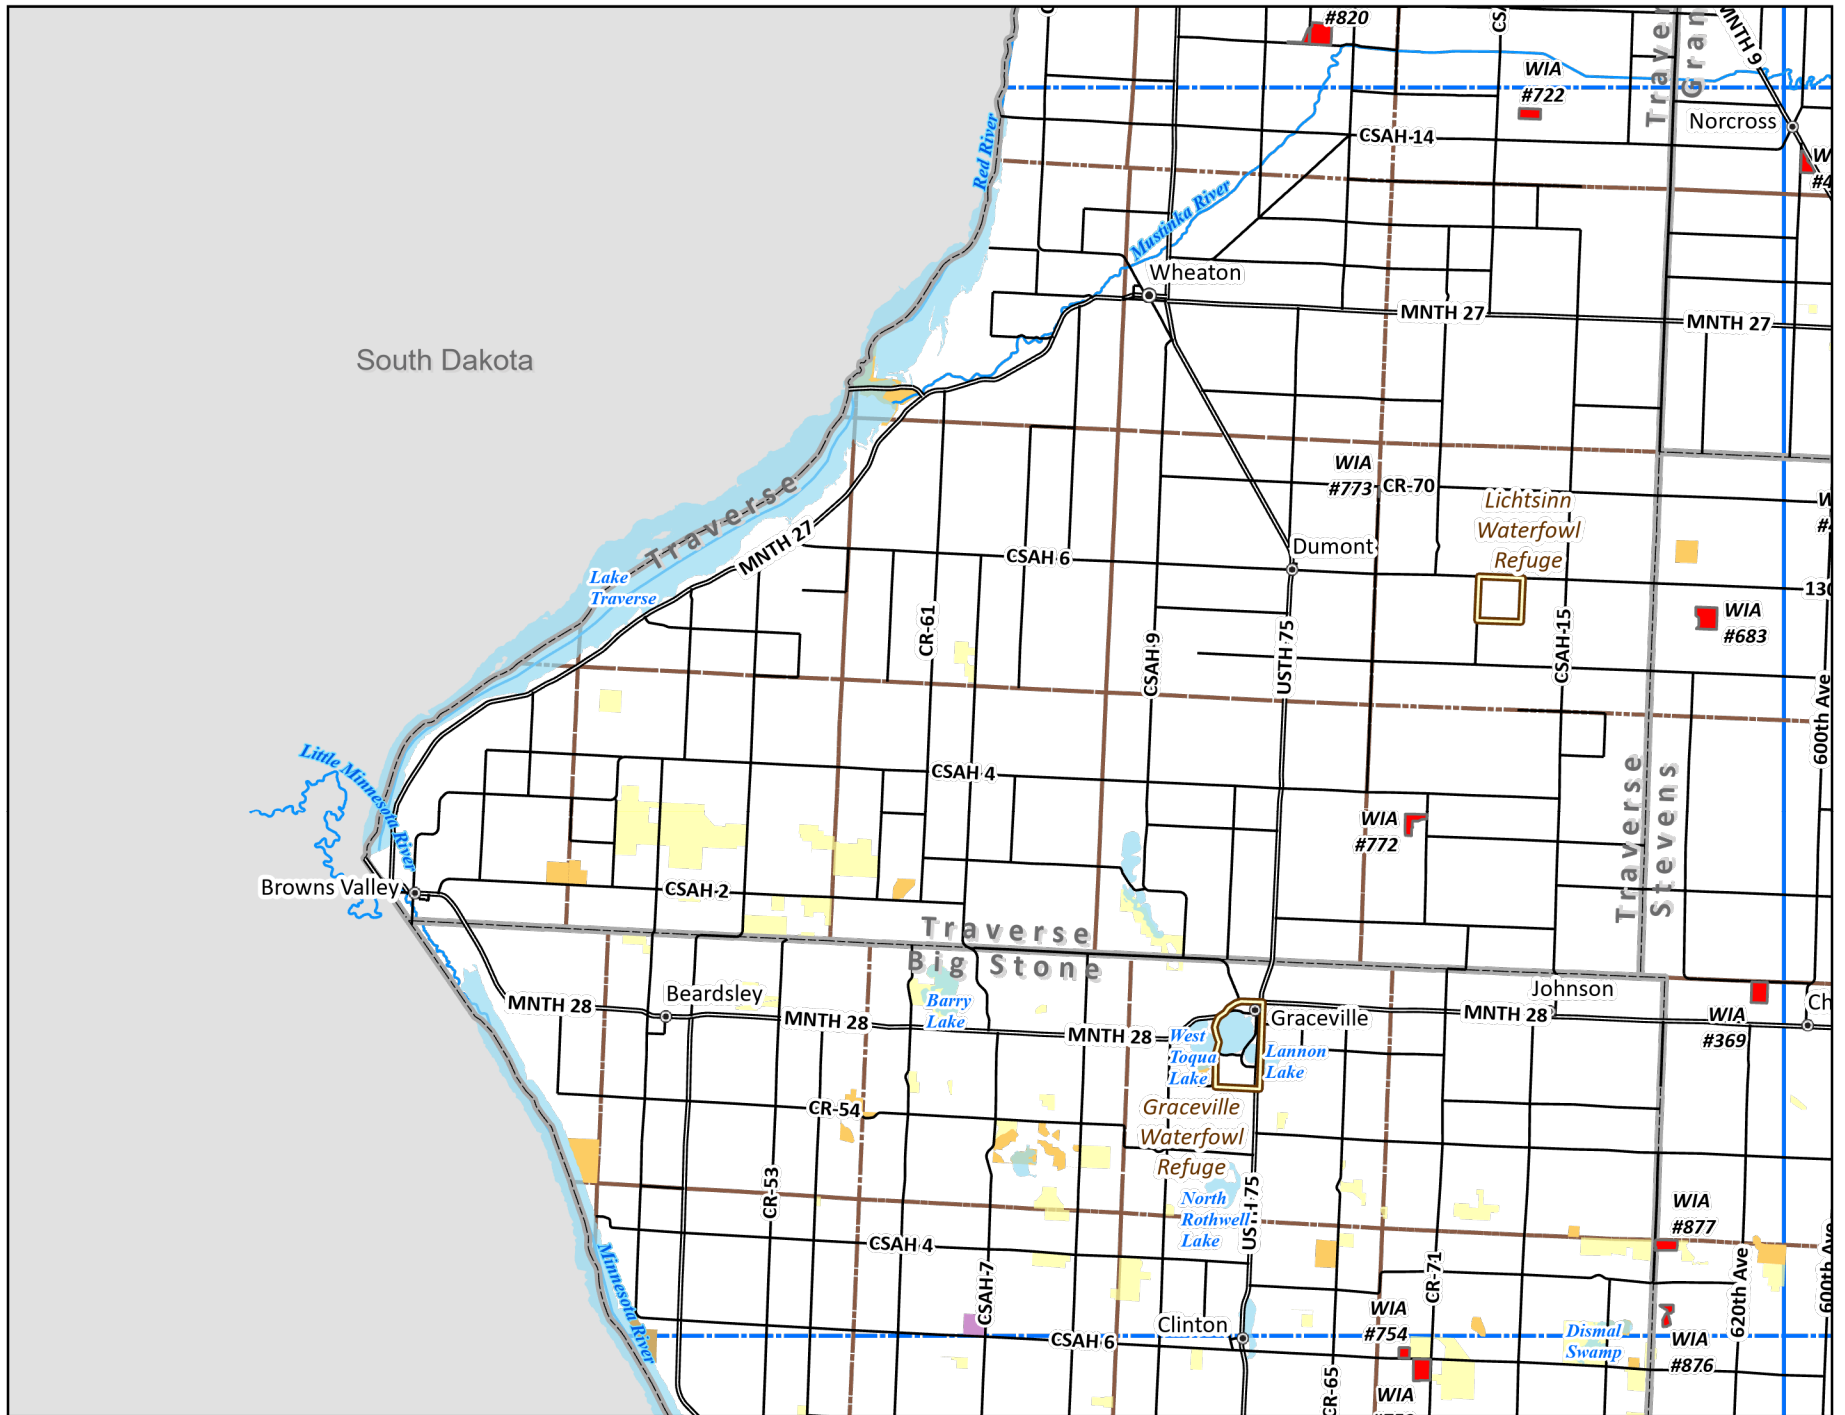 #820
MNTH 9
WIA
#722
Norcross
CSAH-14
Red River
Mustinka River
Wheaton
MNTH 27
MNTH 27
South Dakota
WIA
#773
CR-70
Lichtsinn
Waterfowl
Refuge
Traverse
MNTH 27
CSAH 6
Dumont
Lake
Traverse
CR-61
CSAH-9
USTH 75
CSAH-15
WIA
#683
600th Ave
Little Minnesota River
CSAH 4
WIA
#772
Traverse
Stevens
Browns Valley
CSAH-2
Traverse
Big Stone
Beardsley
MNTH 28
MNTH 28
Barry
Lake
MNTH 28
West
Toqua
Lake
Graceville
Lannon
Lake
Johnson
MNTH 28
WIA
#369
CR-54
Graceville
Waterfowl
Refuge
CR-53
North
Rothwell
Lake
USTH 75
WIA
#877
CSAH 4
CSAH-7
CR-71
620th Ave
600th Ave
Minnesota River
Clinton
CSAH 6
WIA
#754
Dismal
Swamp
WIA
#876
CR-65
WIA